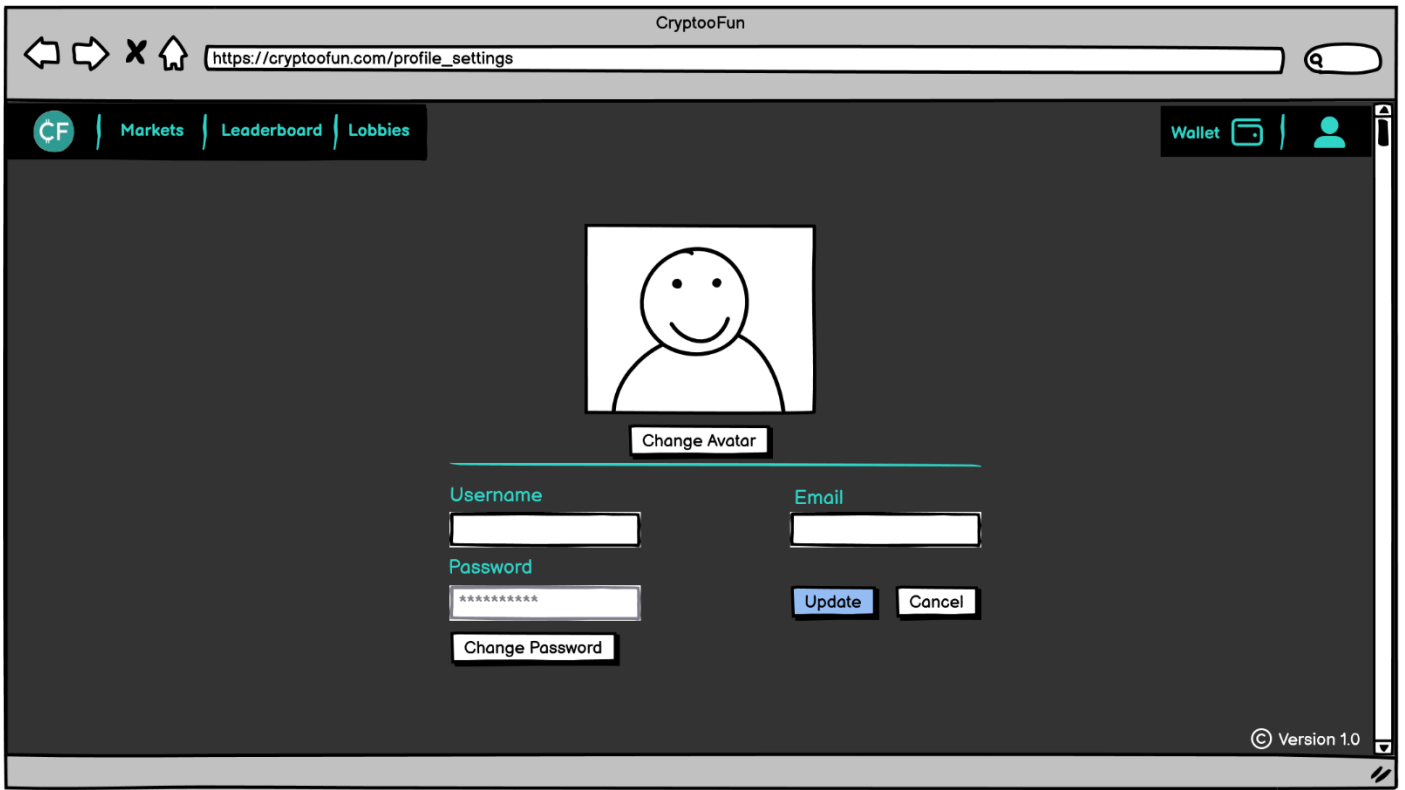 CryptooFun
https://cryptoofun.com/profile_settings
CF Markets Leaderboard Lobbies Wallet
Change Avatar
Username Email
Password
**********
Update Cancel
Change Password
© Version 1.0